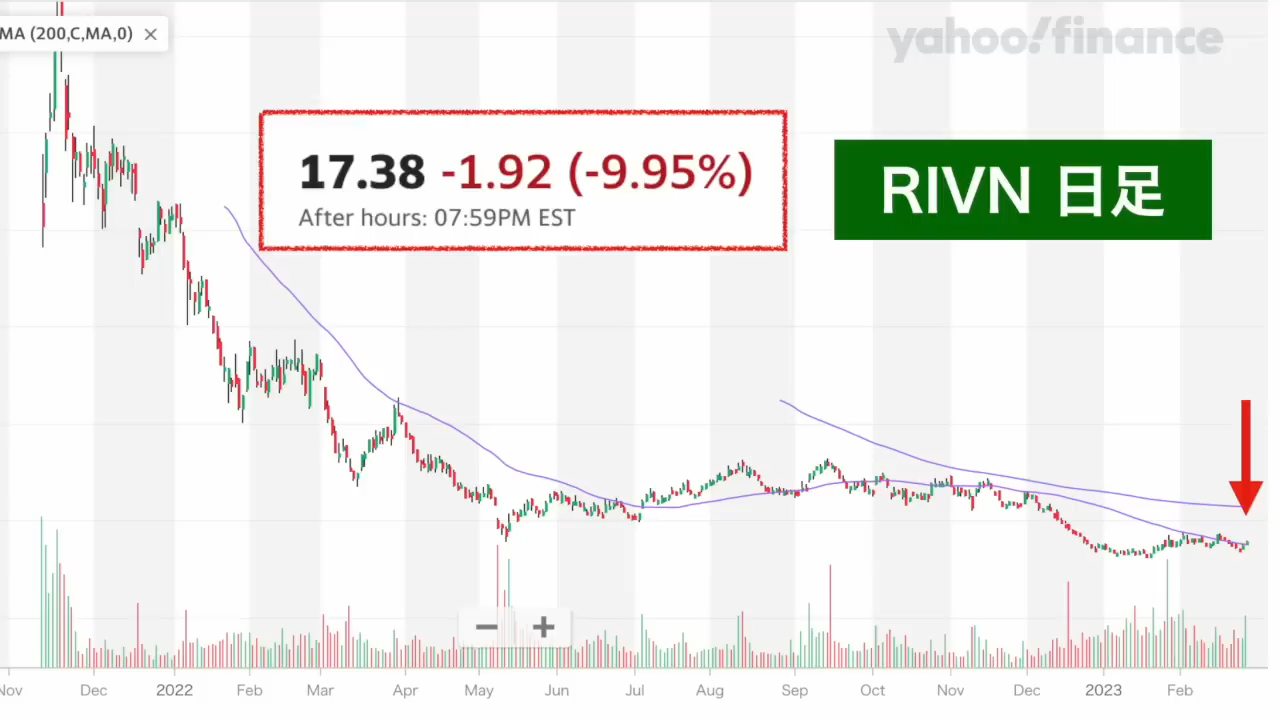 MA (200,C,MA,0) ×
yahoo!finance
17.38 -1.92 (-9.95%)
After hours: 07:59PM EST
RIVN 日足
− +
Nov Dec 2022 Feb Mar Apr May Jun Jul Aug Sep Oct Nov Dec 2023 Feb